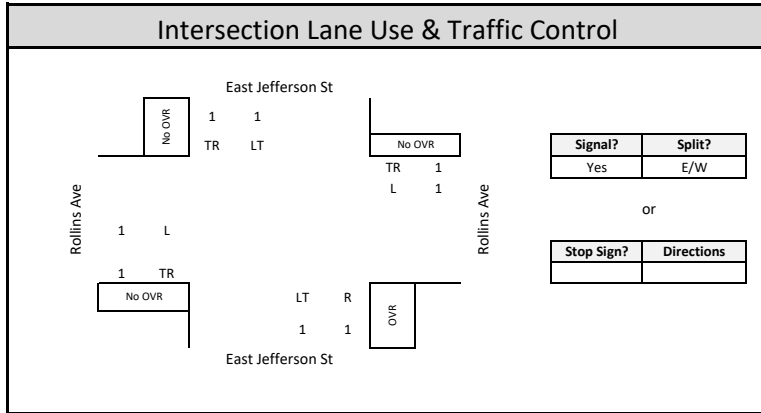 Intersection Lane Use & Traffic Control
East Jefferson St
No OVR
1 1
TR LT
No OVR
TR 1
L 1
Rollins Ave
1 L
1 TR
No OVR
Rollins Ave
LT R
1 1
OVR
East Jefferson St
Signal? Split?
Yes E/W
or
Stop Sign? Directions